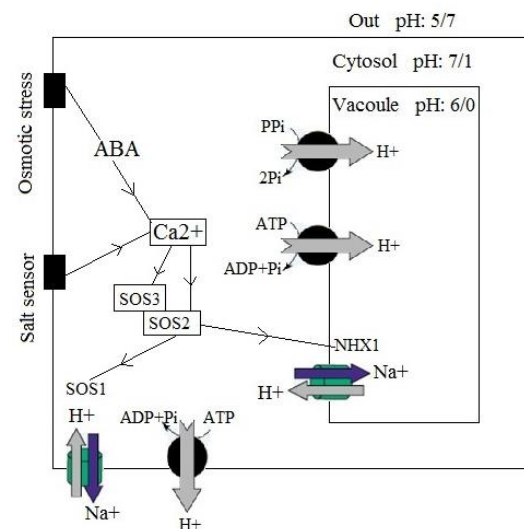 Out pH: 5/7
Cytosol pH: 7/1
Vacoule pH: 6/0
Osmotic stress
ABA
PPi
H+
2Pi
Ca2+
ATP
H+
ADP+Pi
Salt sensor
SOS3
SOS2
NHX1
Na+
H+
SOS1
H+
ADP+Pi ATP
Na+
H+